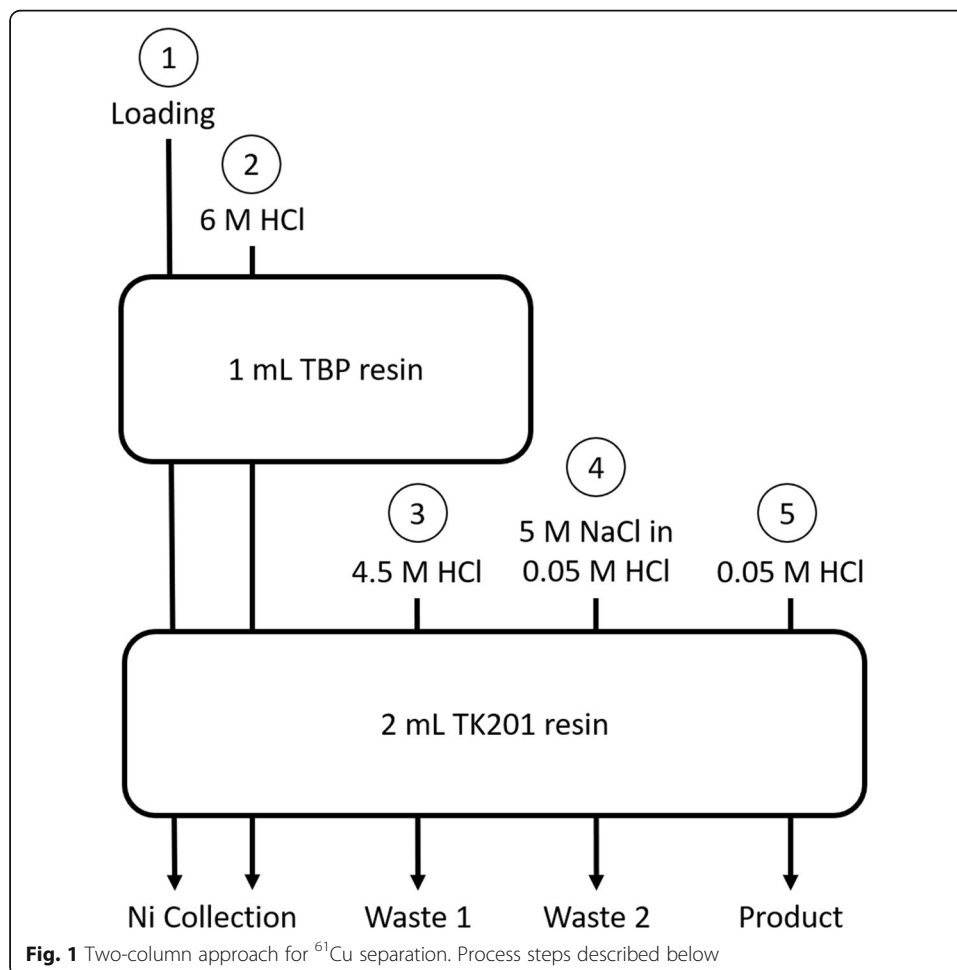 1
Loading
2
6 M HCl
1 mL TBP resin
3
4.5 M HCl
4
5 M NaCl in
0.05 M HCl
5
0.05 M HCl
2 mL TK201 resin
Ni Collection
Waste 1
Waste 2
Product
Fig. 1 Two-column approach for ⁶¹Cu separation. Process steps described below